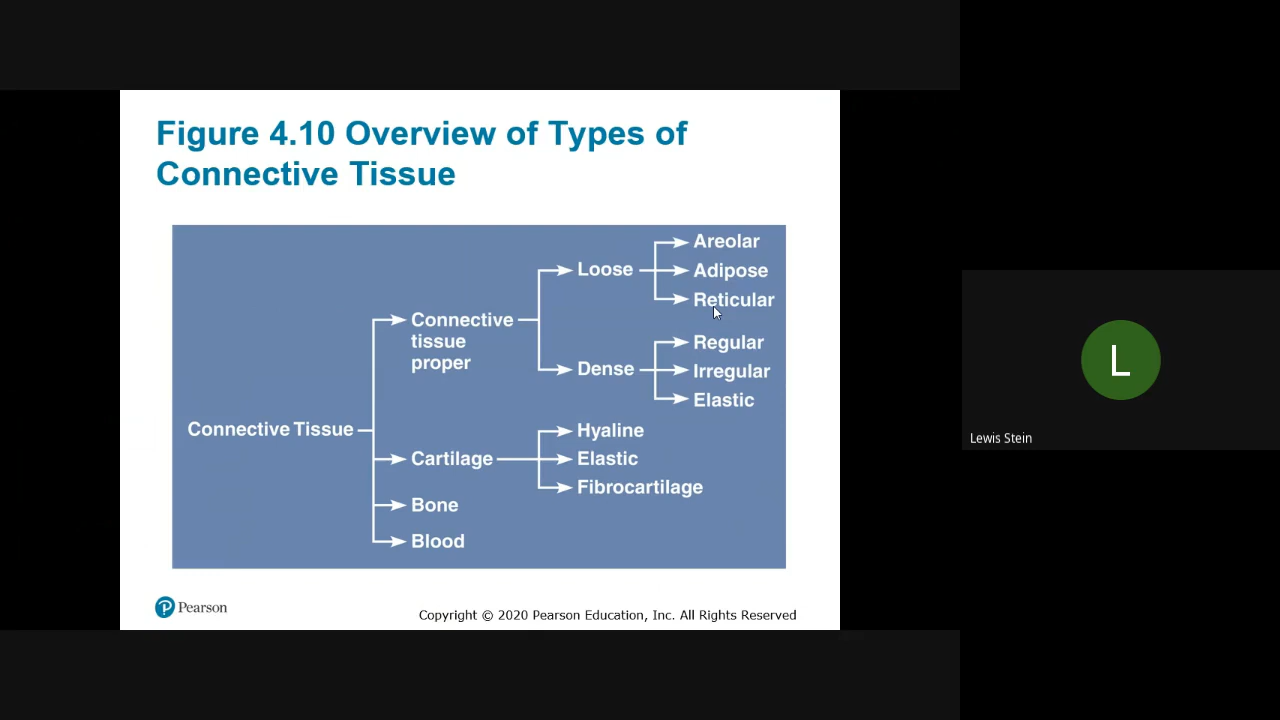 Figure 4.10 Overview of Types of
Connective Tissue
Areolar
Loose
Adipose
Reticular
Connective
tissue
proper
Regular
Dense
Irregular
Elastic
Connective Tissue
Hyaline
Cartilage
Elastic
Fibrocartilage
Bone
Blood
P Pearson
Copyright © 2020 Pearson Education, Inc. All Rights Reserved
L
Lewis Stein